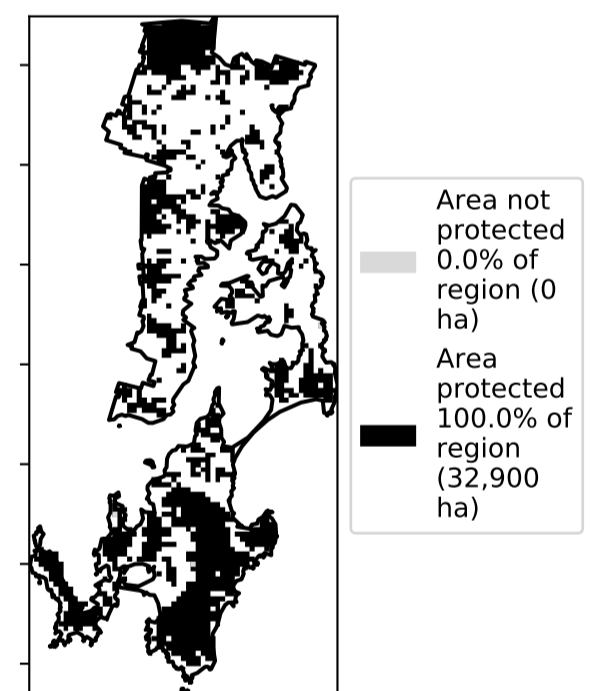 Area not
protected
0.0% of
region (0
ha)
Area
protected
100.0% of
region
(32,900
ha)